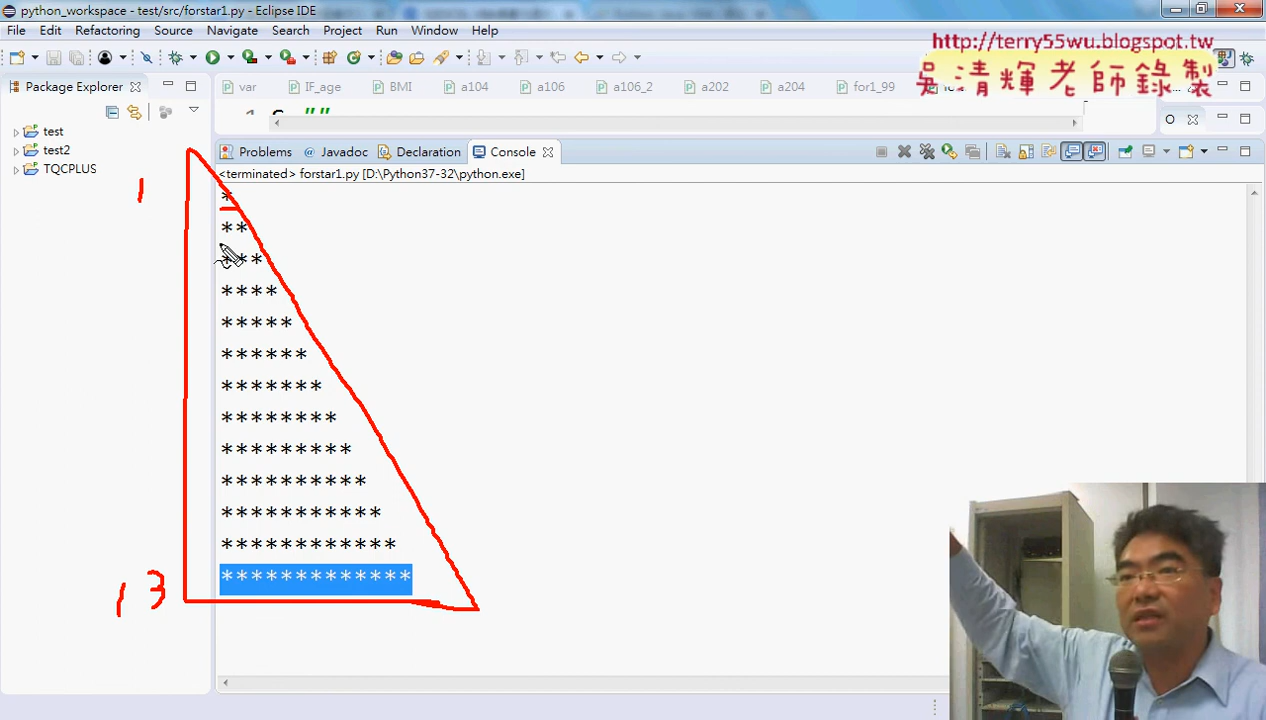 python_workspace - test/src/forstar1.py - Eclipse IDE
File Edit Refactoring Source Navigate Search Project Run Window Help
http://terry55wu.blogspot.tw
吳清輝老師錄製
Package Explorer
var IF_age BMI a104 a106 a106_2 a202 a204 for1_99
test
test2
TQCPLUS
Problems Javadoc Declaration Console
<terminated> forstar1.py [D:\Python37-32\python.exe]
1
*
**
***
****
*****
******
*******
********
*********
**********
***********
************
*************
13